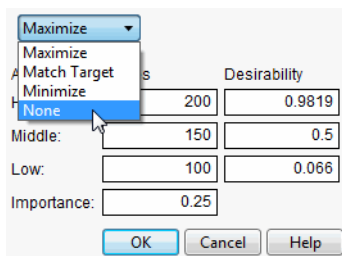 Maximize
Maximize
Match Target
Minimize
None
A s Desirability
H 200 0.9819
Middle: 150 0.5
Low: 100 0.066
Importance: 0.25
OK Cancel Help